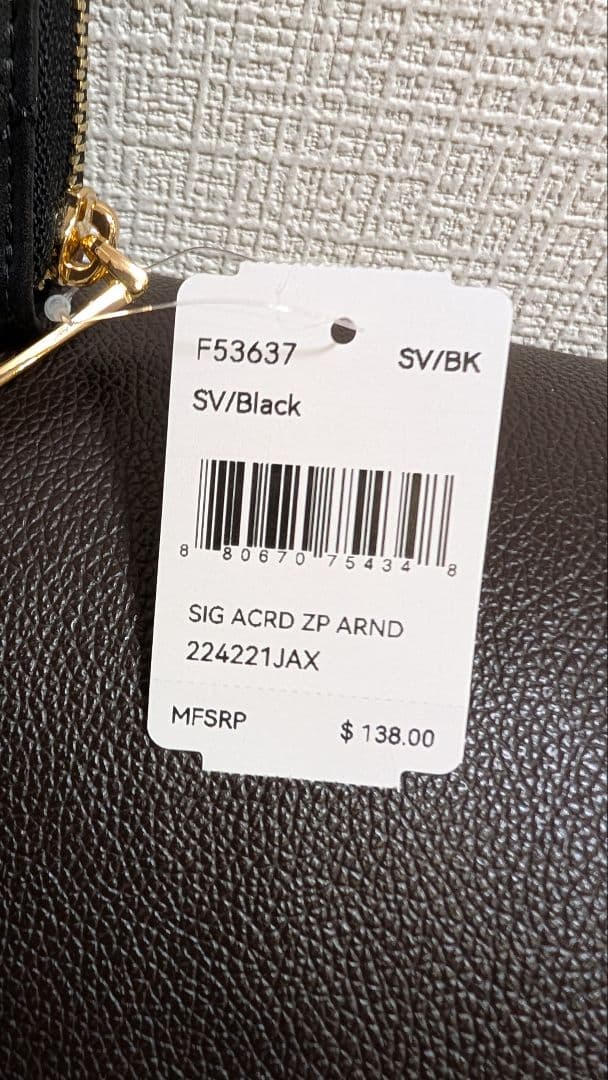 F53637 SV/BK
SV/Black
8 80670 75434 8
SIG ACRD ZP ARND
224221JAX
MFSRP $ 138.00